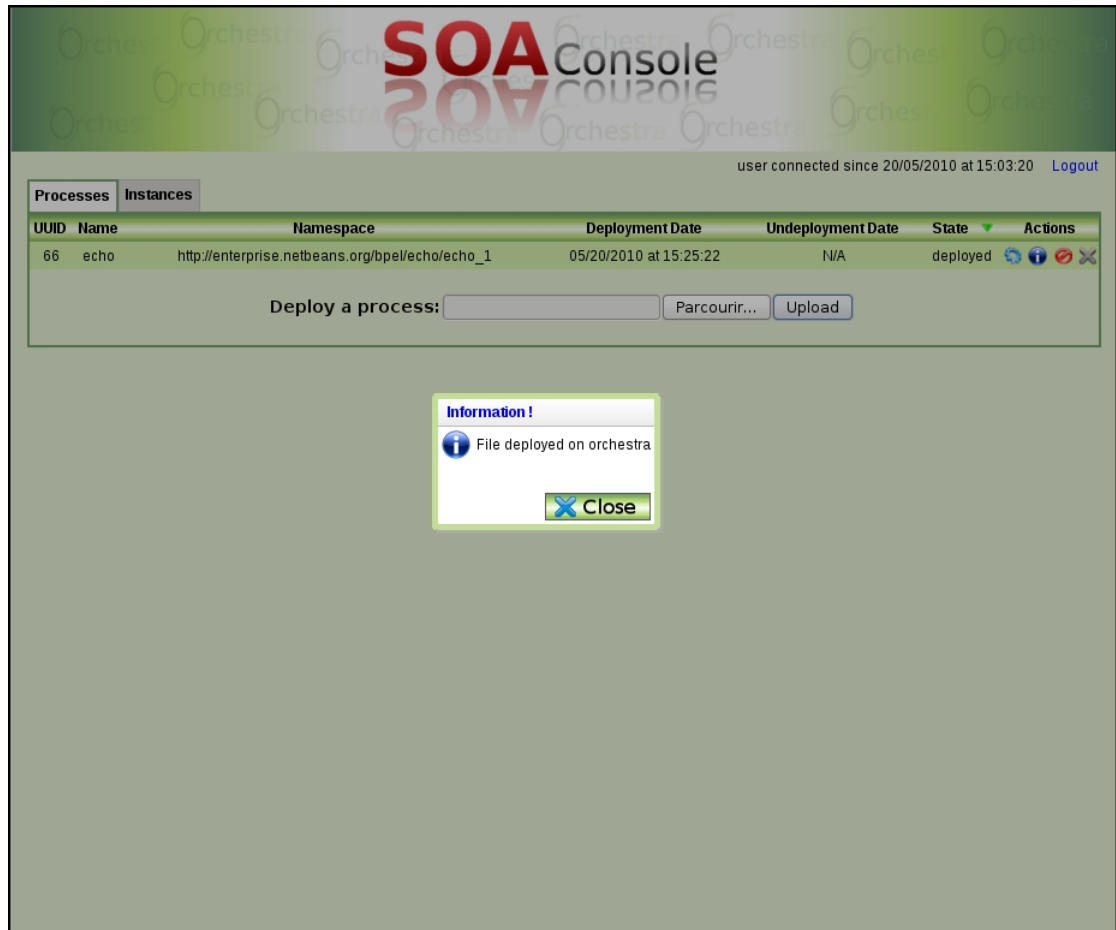 SOA Console
Orchestra
user connected since 20/05/2010 at 15:03:20 Logout
Processes Instances
UUID Name Namespace Deployment Date Undeployment Date State Actions
66 echo http://enterprise.netbeans.org/bpel/echo/echo_1 05/20/2010 at 15:25:22 N/A deployed
Deploy a process: Parcourir... Upload
Information !
File deployed on orchestra
Close